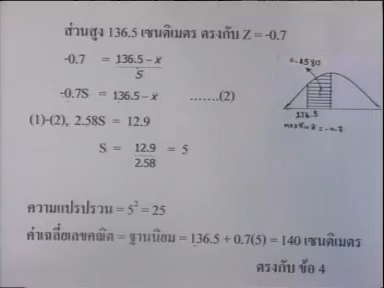 ส่วนสูง 136.5 เซนติเมตร ตรงกับ Z = -0.7
-0.7 = 136.5 - x
S
0.2580
-0.7S = 136.5 - x .......(2)
136.5
(1)-(2), 2.58S = 12.9
S = 12.9 = 5
2.58
ความแปรปรวน = 5² = 25
ค่าเฉลี่ยเลขคณิต = ฐานนิยม = 136.5 + 0.7(5) = 140 เซนติเมตร
ตรงกับ ข้อ 4